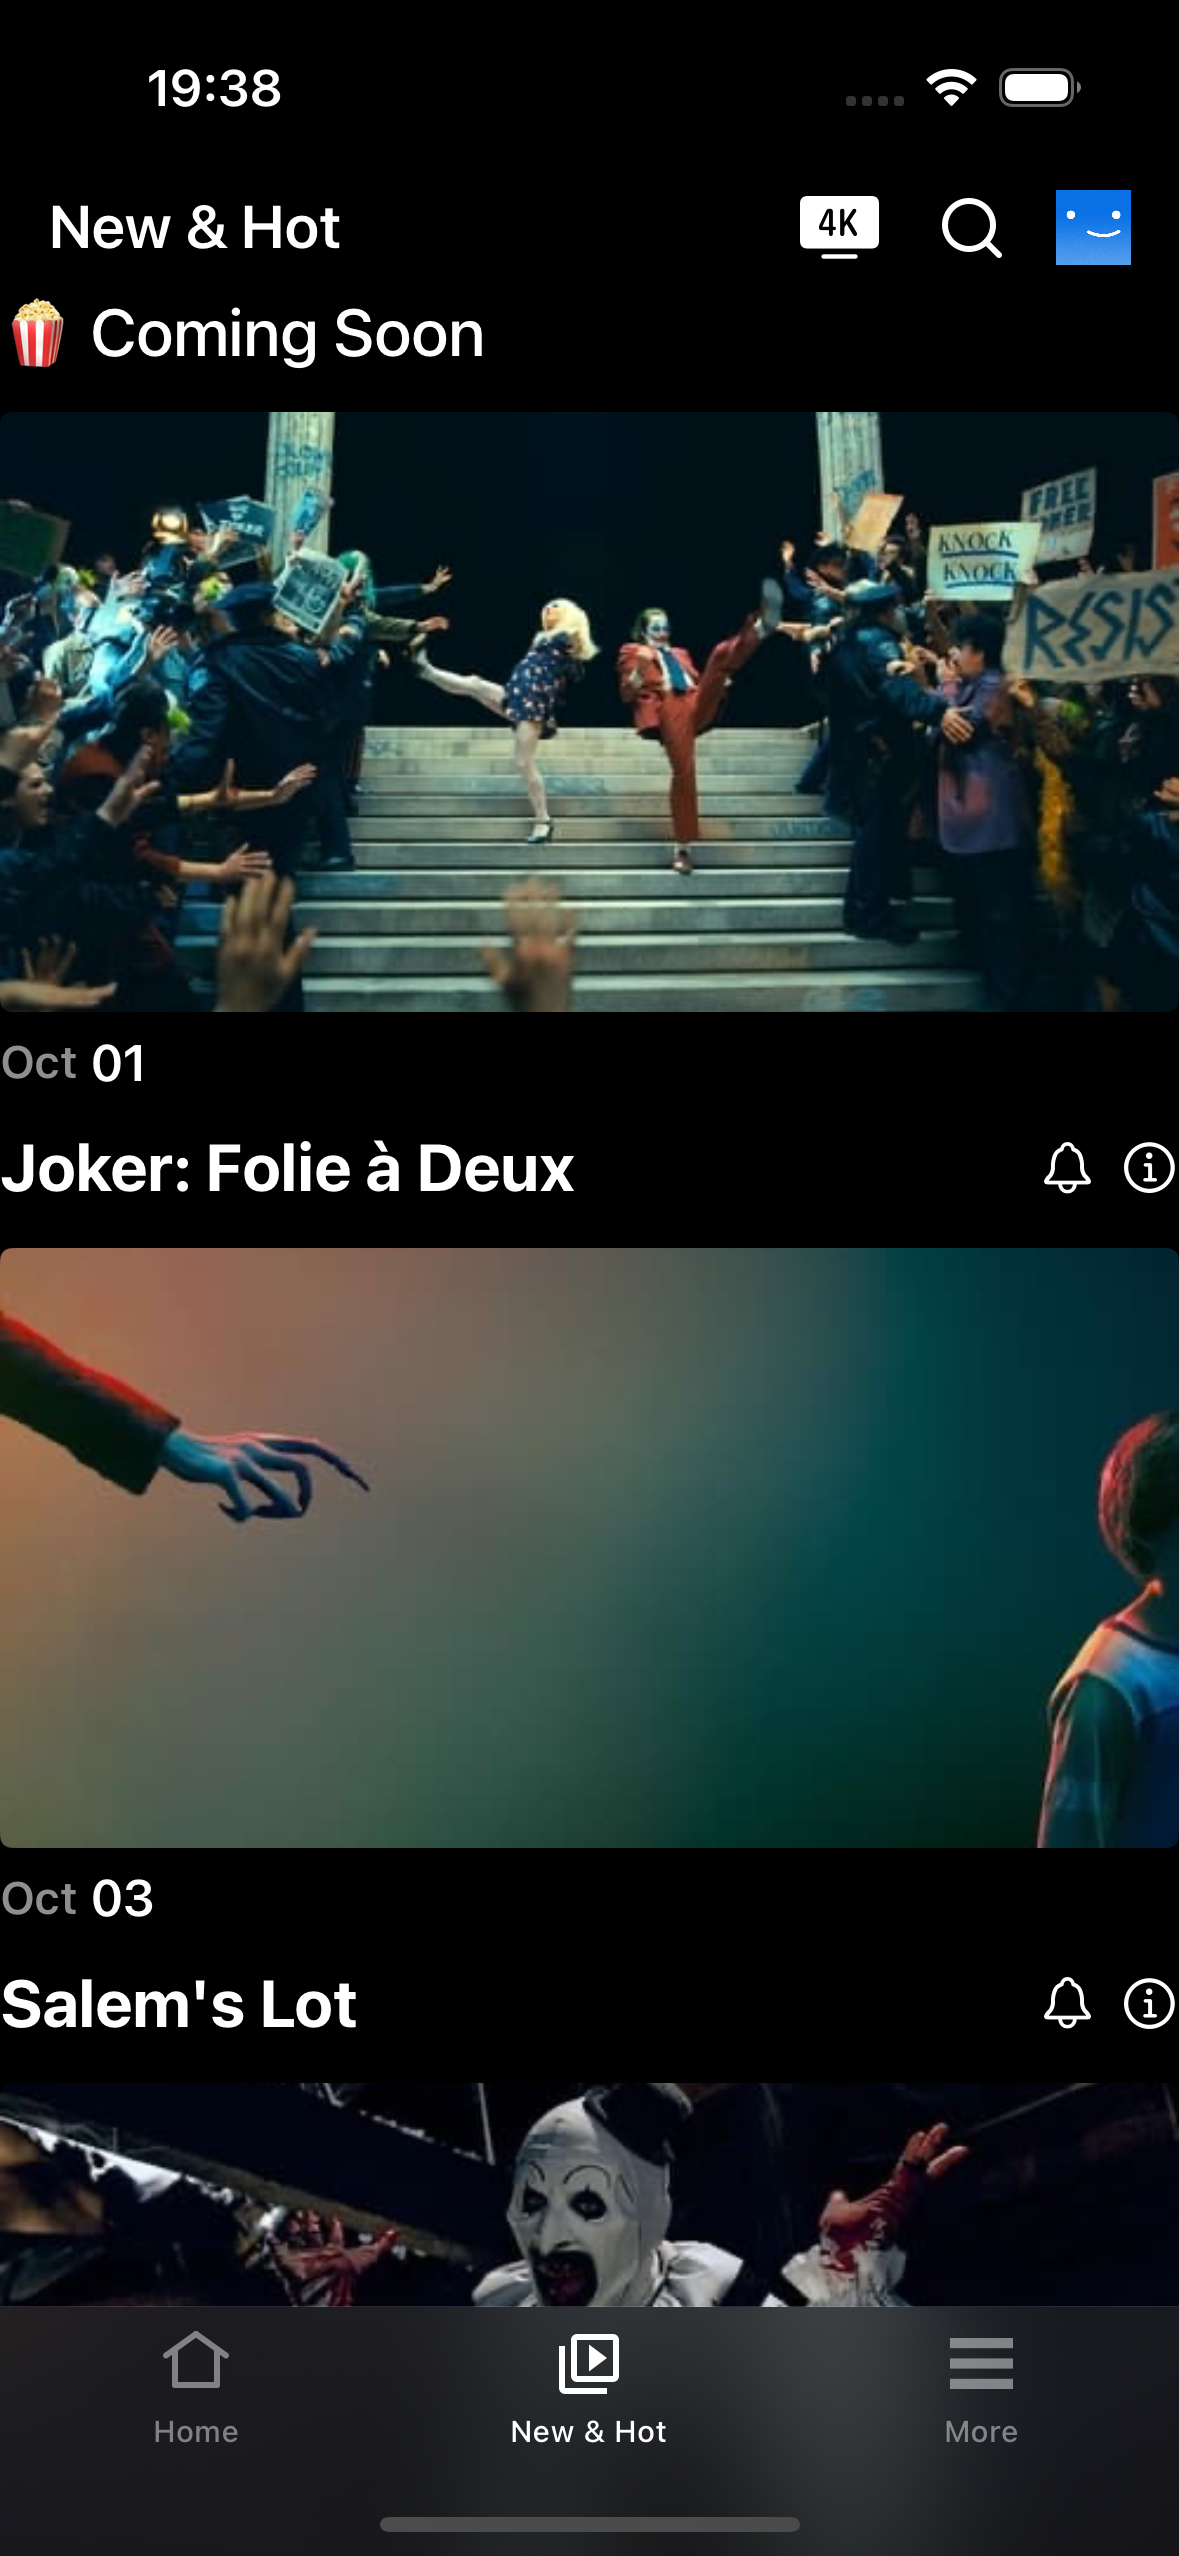 19:38
New & Hot
4K
🍿 Coming Soon
FREE
KNOCK
KNOCK
RESIS
Oct 01
Joker: Folie à Deux
Oct 03
Salem's Lot
Home
New & Hot
More